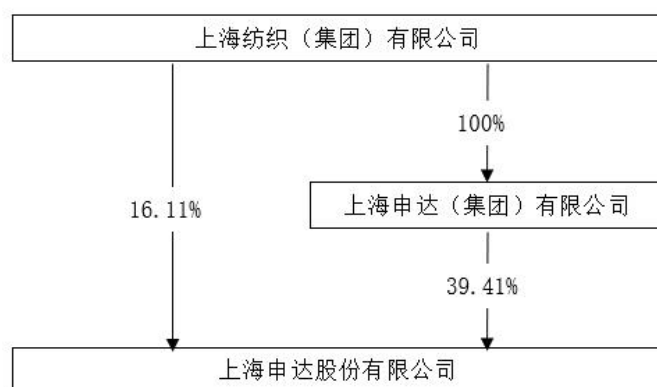 上海纺织（集团）有限公司
100%
16.11%
上海申达（集团）有限公司
39.41%
上海申达股份有限公司